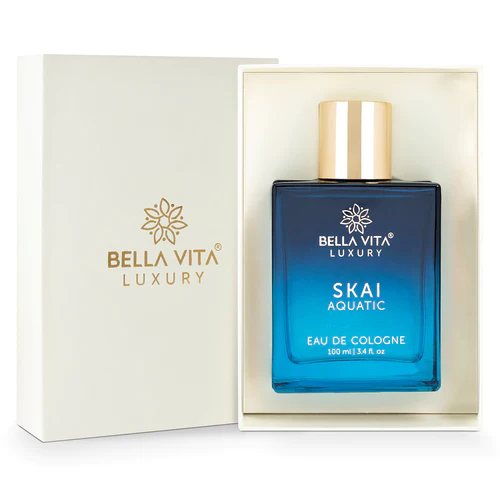 BELLA VITA®
LUXURY
BELLA VITA®
LUXURY
SKAI
AQUATIC
EAU DE COLOGNE
100 ml | 3.4 fl. oz